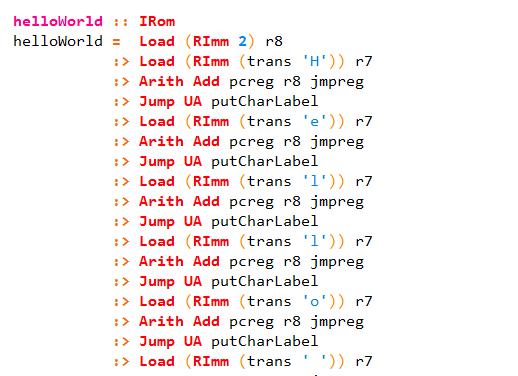 helloWorld :: IRom
helloWorld =  Load (RImm 2) r8
           :> Load (RImm (trans 'H')) r7
           :> Arith Add pcreg r8 jmpreg
           :> Jump UA putCharLabel
           :> Load (RImm (trans 'e')) r7
           :> Arith Add pcreg r8 jmpreg
           :> Jump UA putCharLabel
           :> Load (RImm (trans 'l')) r7
           :> Arith Add pcreg r8 jmpreg
           :> Jump UA putCharLabel
           :> Load (RImm (trans 'l')) r7
           :> Arith Add pcreg r8 jmpreg
           :> Jump UA putCharLabel
           :> Load (RImm (trans 'o')) r7
           :> Arith Add pcreg r8 jmpreg
           :> Jump UA putCharLabel
           :> Load (RImm (trans ' ')) r7